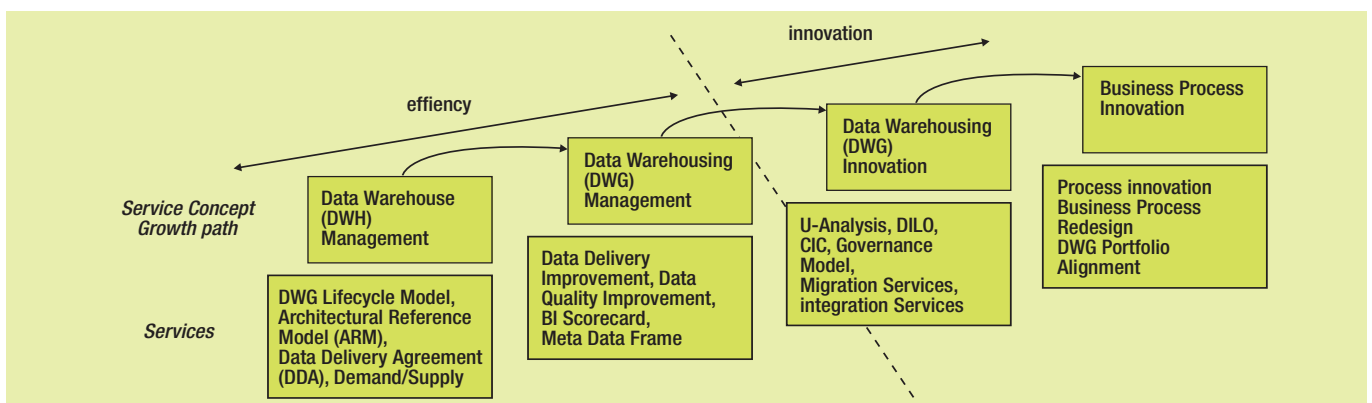 innovation
effiency
Business Process
Innovation
Data Warehousing
(DWG)
Innovation
Data Warehousing
(DWG)
Management
Data Warehouse
(DWH)
Management
Service Concept
Growth path
Process innovation
Business Process
Redesign
DWG Portfolio
Alignment
U-Analysis, DILO,
CIC, Governance
Model,
Migration Services,
integration Services
Data Delivery
Improvement, Data
Quality Improvement,
BI Scorecard,
Meta Data Frame
DWG Lifecycle Model,
Architectural Reference
Model (ARM),
Data Delivery Agreement
(DDA), Demand/Supply
Services